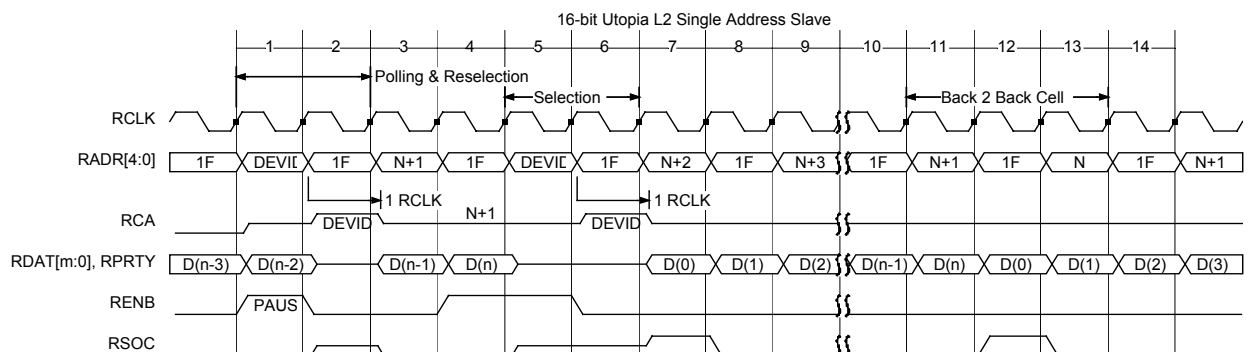 16-bit Utopia L2 Single Address Slave
1 2 3 4 5 6 7 8 9 10 11 12 13 14
Polling & Reselection
Selection Back 2 Back Cell
RCLK
RADR[4:0] 1F DEVID 1F N+1 1F DEVID 1F N+2 1F N+3 1F N+1 1F N 1F N+1
1 RCLK 1 RCLK
RCA DEVID N+1 DEVID
RDAT[m:0], RPRTY D(n-3) D(n-2) D(n-1) D(n) D(0) D(1) D(2) D(n-1) D(n) D(0) D(1) D(2) D(3)
RENB PAUS
RSOC